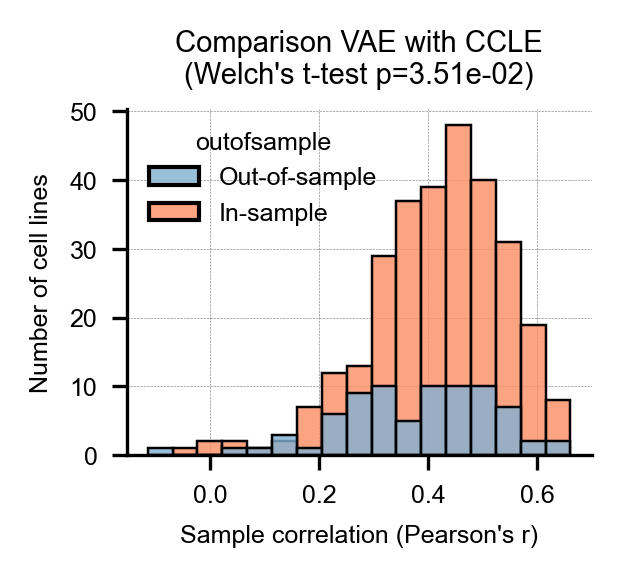 Comparison VAE with CCLE
(Welch's t-test p=3.51e-02)
50
40
30
20
10
0
Number of cell lines
outofsample
Out-of-sample
In-sample
0.0 0.2 0.4 0.6
Sample correlation (Pearson's r)